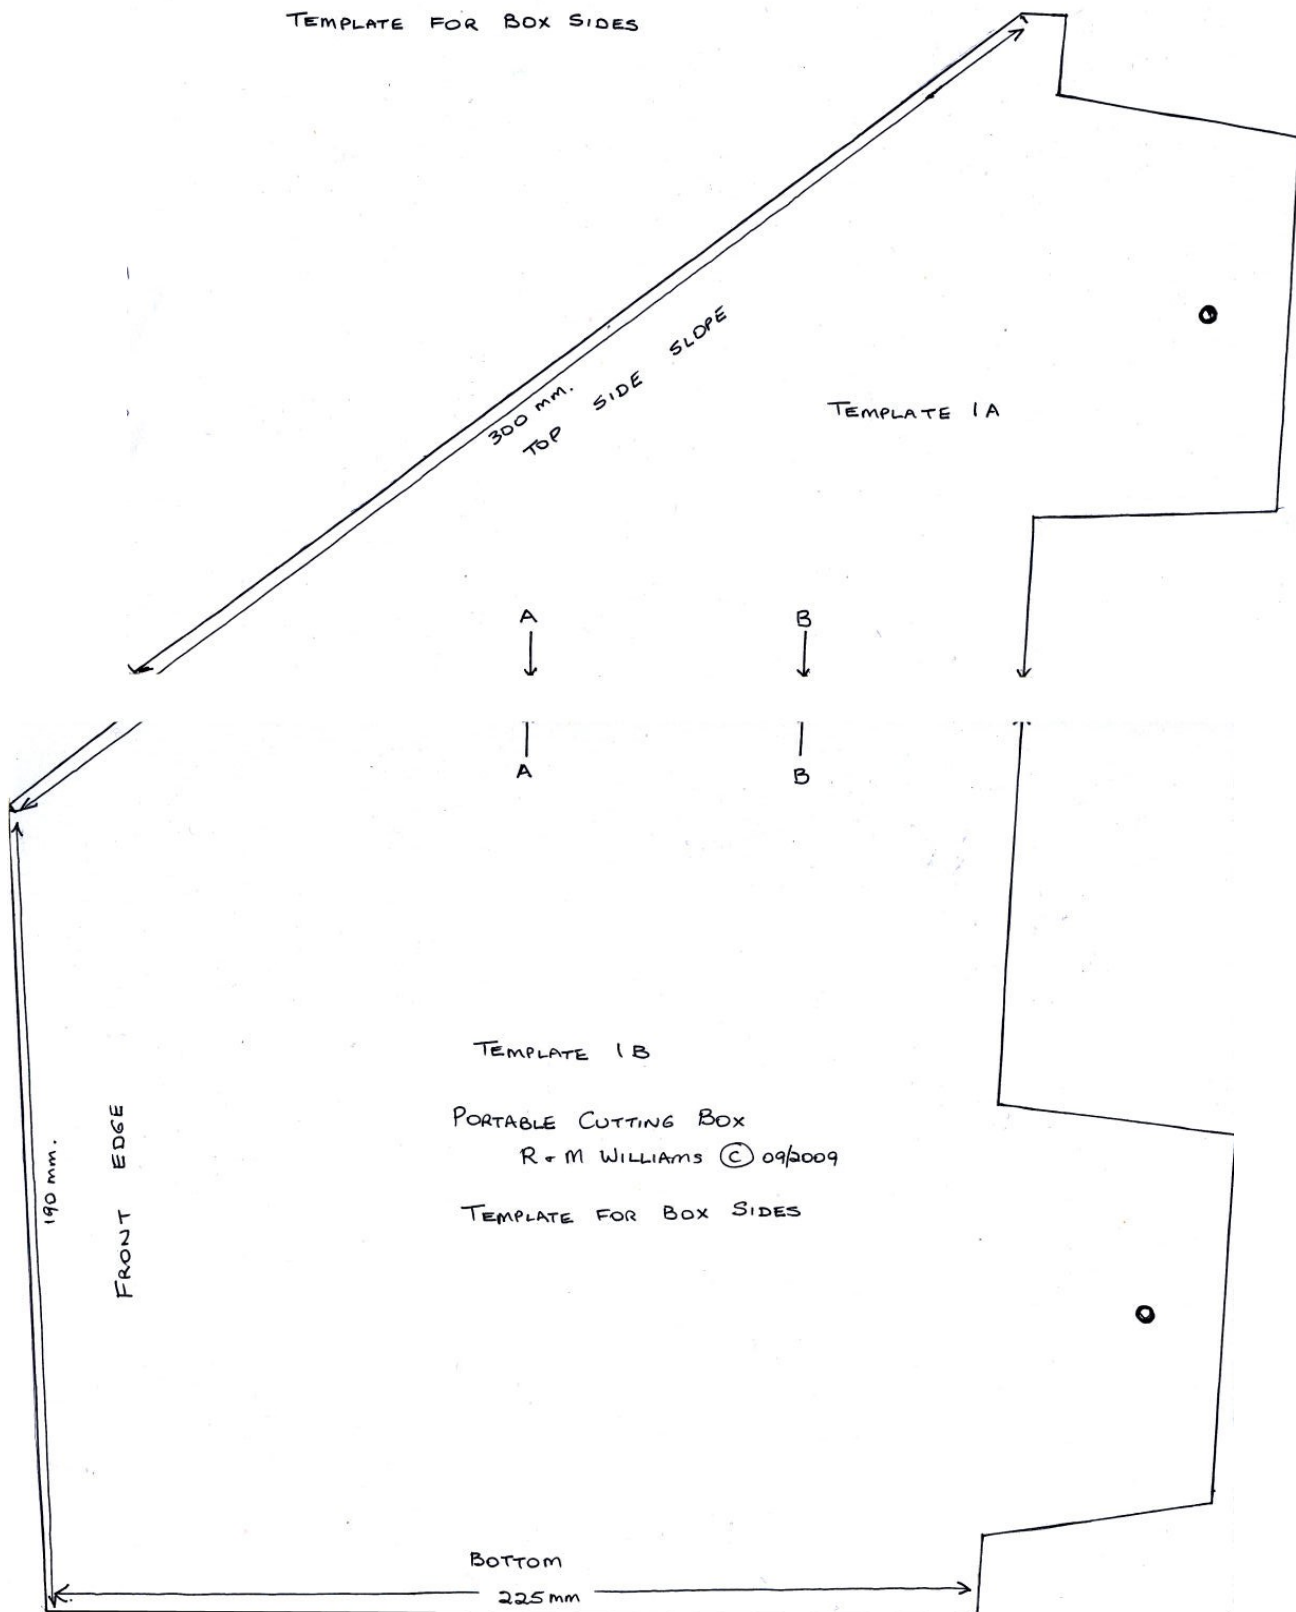 TEMPLATE FOR BOX SIDES
300 mm.
TOP SIDE SLOPE
TEMPLATE 1A
A
B
A
B
TEMPLATE 1B
PORTABLE CUTTING BOX
R & M WILLIAMS © 09/2009
TEMPLATE FOR BOX SIDES
190 mm.
FRONT EDGE
BOTTOM
225 mm